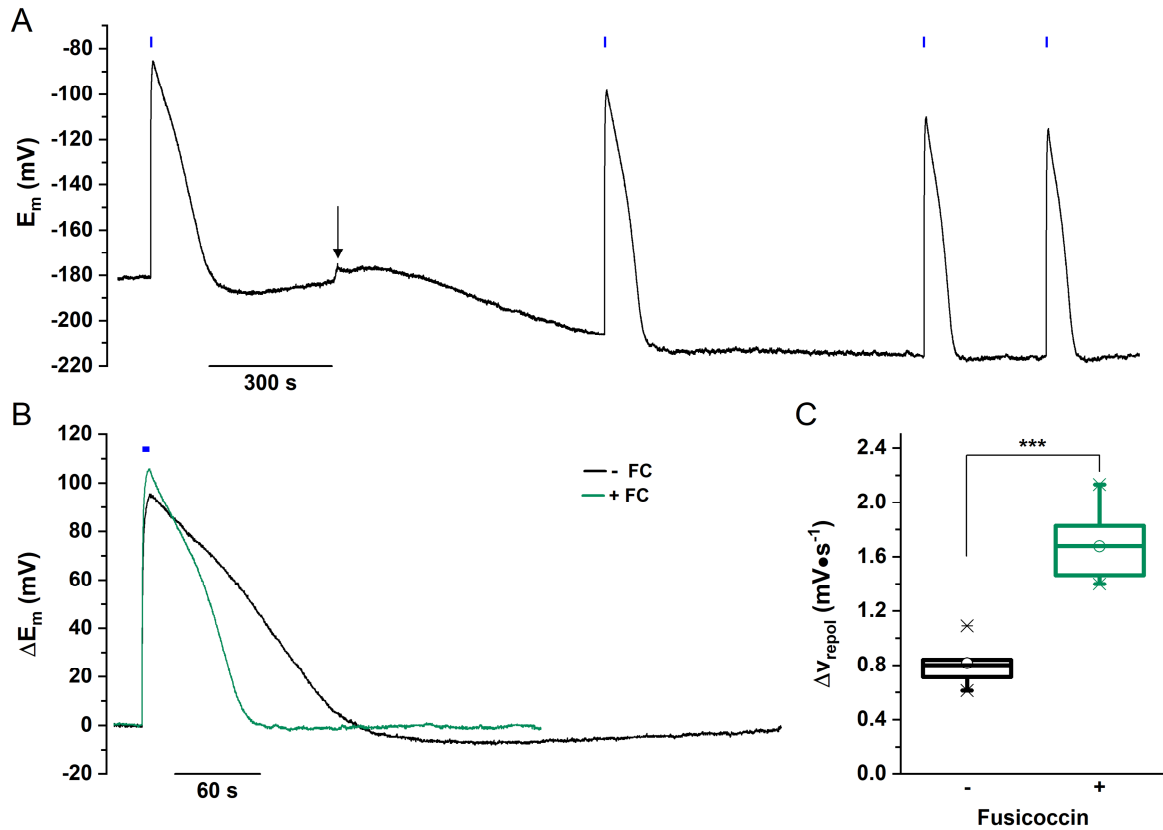 A
-80
-100
-120
-140
-160
-180
-200
-220
Em (mV)
300 s
B
120
100
80
60
40
20
0
-20
ΔEm (mV)
- FC
+ FC
60 s
C
2.4
2.0
1.6
1.2
0.8
0.4
0.0
Δvrepol (mV●s-1)
***
- +
Fusicoccin